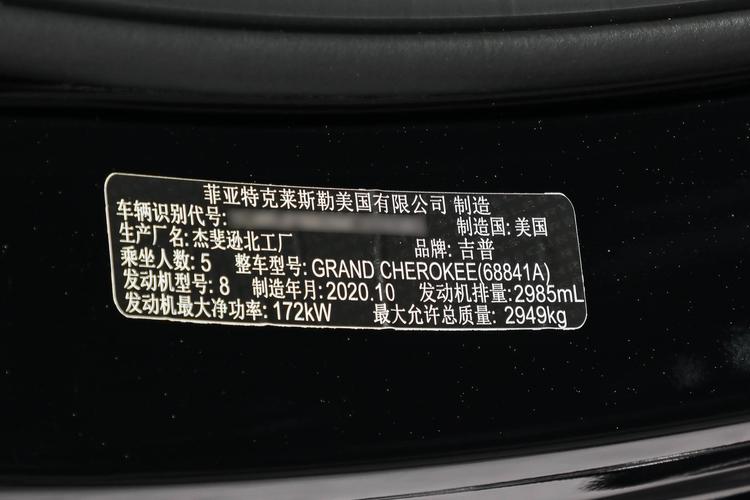 菲亚特克莱斯勒美国有限公司 制造
车辆识别代号: 制造国: 美国
生产厂名: 杰斐逊北工厂 品牌: 吉普
乘坐人数: 5 整车型号: GRAND CHEROKEE(68841A)
发动机型号: 8 制造年月: 2020.10 发动机排量: 2985mL
发动机最大净功率: 172kW 最大允许总质量: 2949kg